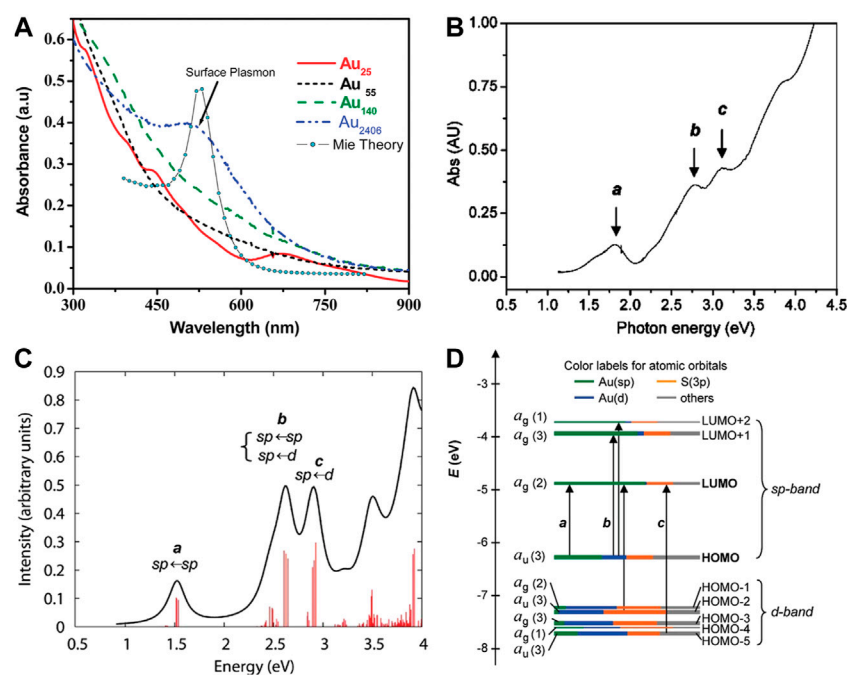 A
0.6
0.5
0.4
0.3
0.2
0.1
0.0
Absorbance (a.u)
300
450
600
750
900
Wavelength (nm)
Surface Plasmon
Au25
Au55
Au140
Au2406
Mie Theory
B
1.00
0.75
0.50
0.25
0.00
Abs (AU)
a
b
c
0.5
1.0
1.5
2.0
2.5
3.0
3.5
4.0
4.5
Photon energy (eV)
C
0.9
0.8
0.7
0.6
0.5
0.4
0.3
0.2
0.1
0
Intensity (arbitrary units)
a
sp←sp
b
sp←sp
sp←d
c
sp←d
1
1.5
2
2.5
3
3.5
4
Energy (eV)
D
Color labels for atomic orbitals
Au(sp)
S(3p)
Au(d)
others
E (eV)
-3
-4
-5
-6
-7
-8
ag (1)
ag (3)
ag (2)
au (3)
ag (2)
au (3)
ag (3)
ag (1)
au (3)
a
b
c
LUMO+2
LUMO+1
LUMO
HOMO
HOMO-1
HOMO-2
HOMO-3
HOMO-4
HOMO-5
sp-band
d-band